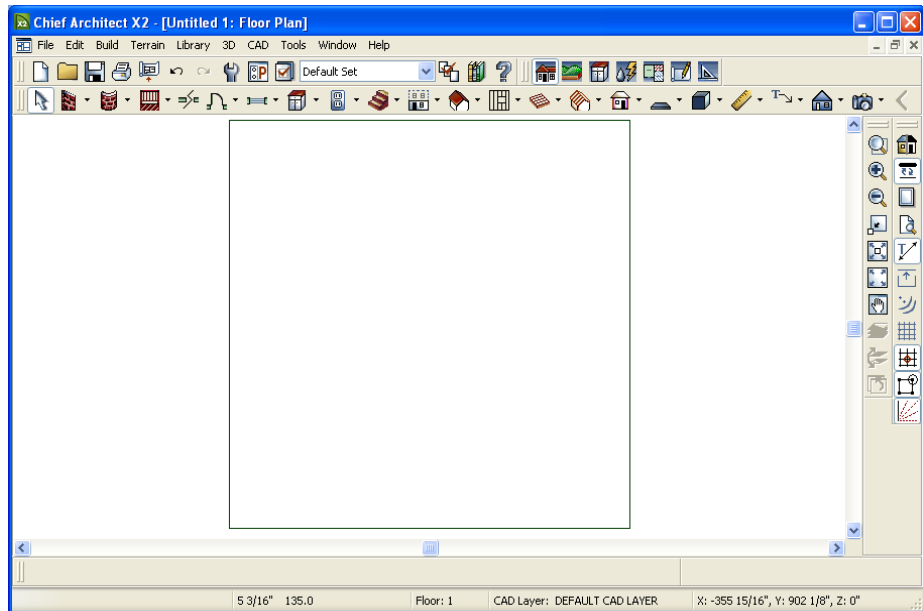 X2 Chief Architect X2 - [Untitled 1: Floor Plan]
File Edit Build Terrain Library 3D CAD Tools Window Help
P Default Set ?
T
T
5 3/16" 135.0 Floor: 1 CAD Layer: DEFAULT CAD LAYER X: -355 15/16", Y: 902 1/8", Z: 0"